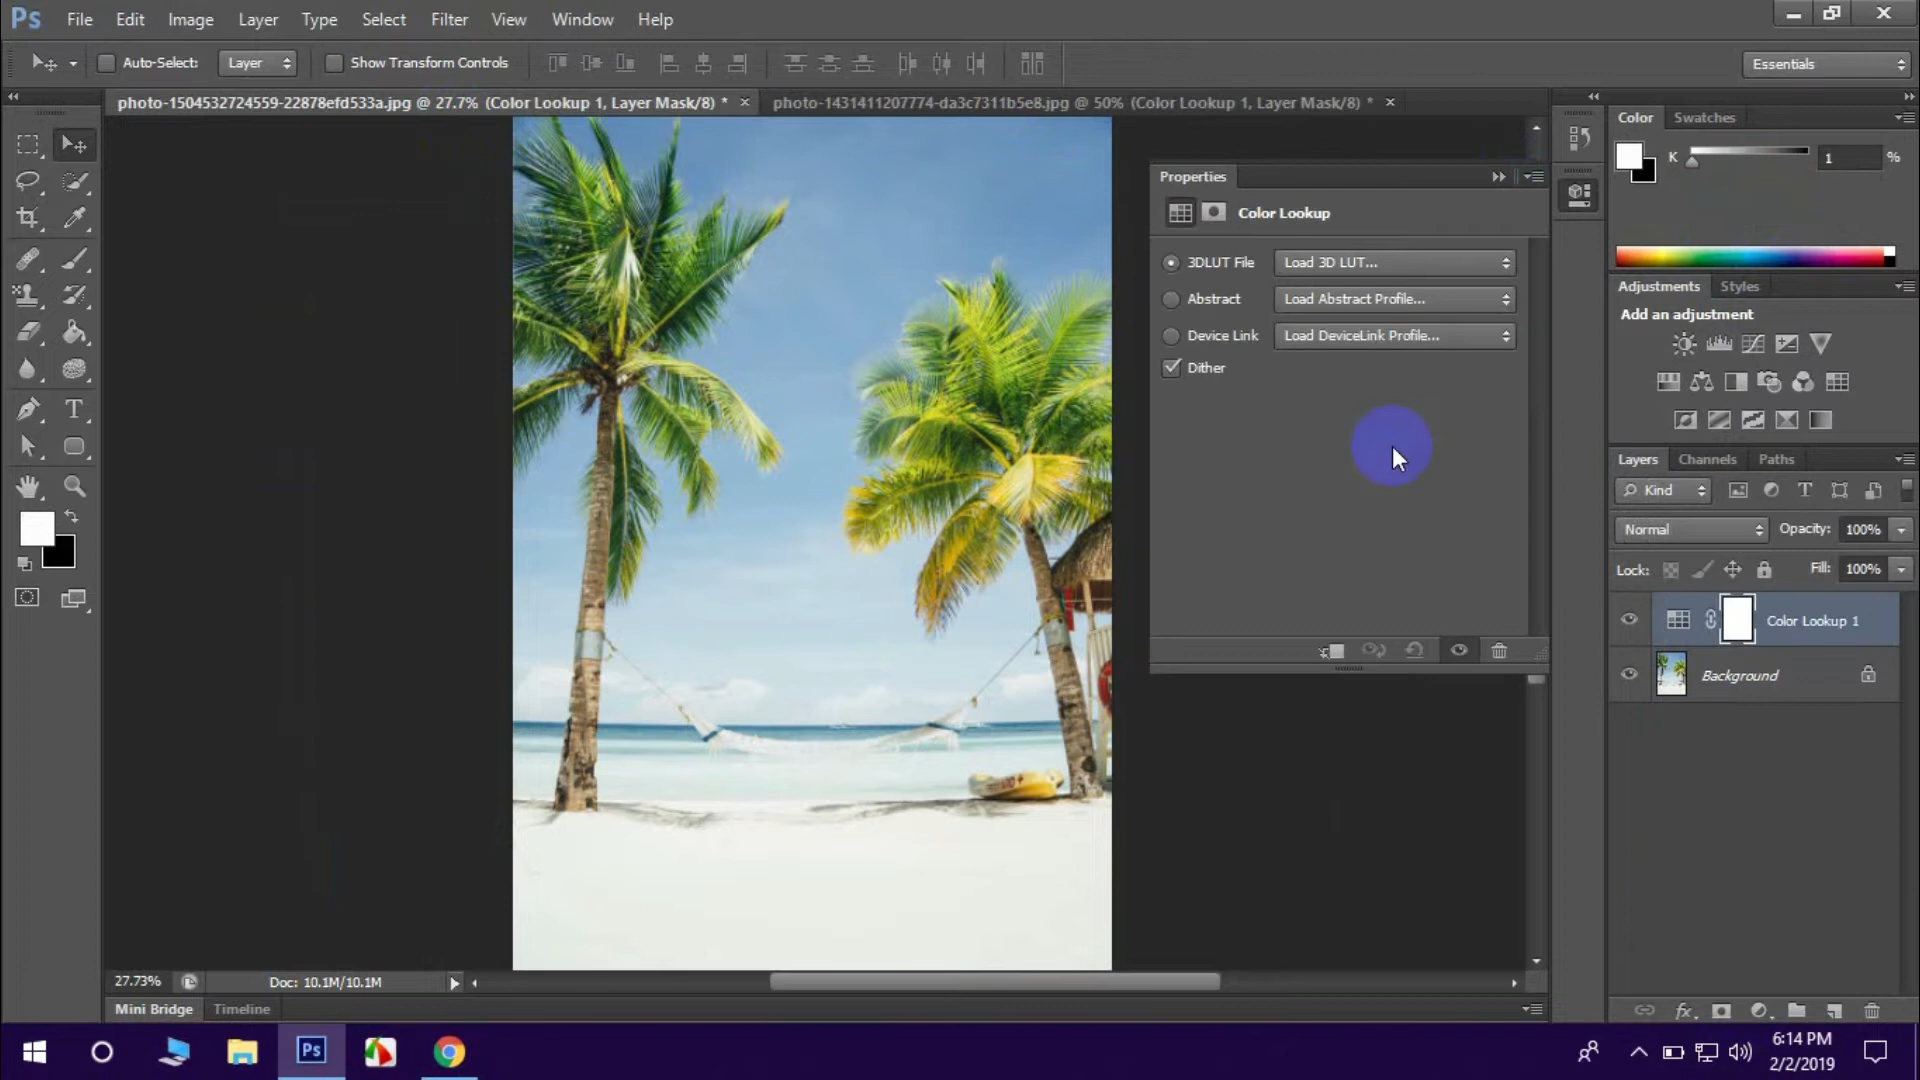 Ps File Edit Image Layer Type Select Filter View Window Help
Auto-Select: Layer Show Transform Controls Essentials
photo-1504532724559-22878efd533a.jpg @ 27.7% (Color Lookup 1, Layer Mask/8) * photo-1431411207774-da3c7311b5e8.jpg @ 50% (Color Lookup 1, Layer Mask/8) *
Color Swatches
K 1 %
Properties
Color Lookup
3DLUT File Load 3D LUT...
Abstract Load Abstract Profile...
Device Link Load DeviceLink Profile...
Dither
Adjustments Styles
Add an adjustment
Layers Channels Paths
Kind
Normal Opacity: 100%
Lock: Fill: 100%
Color Lookup 1
Background
fx
27.73% Doc: 10.1M/10.1M
Mini Bridge Timeline
Ps
6:14 PM
2/2/2019